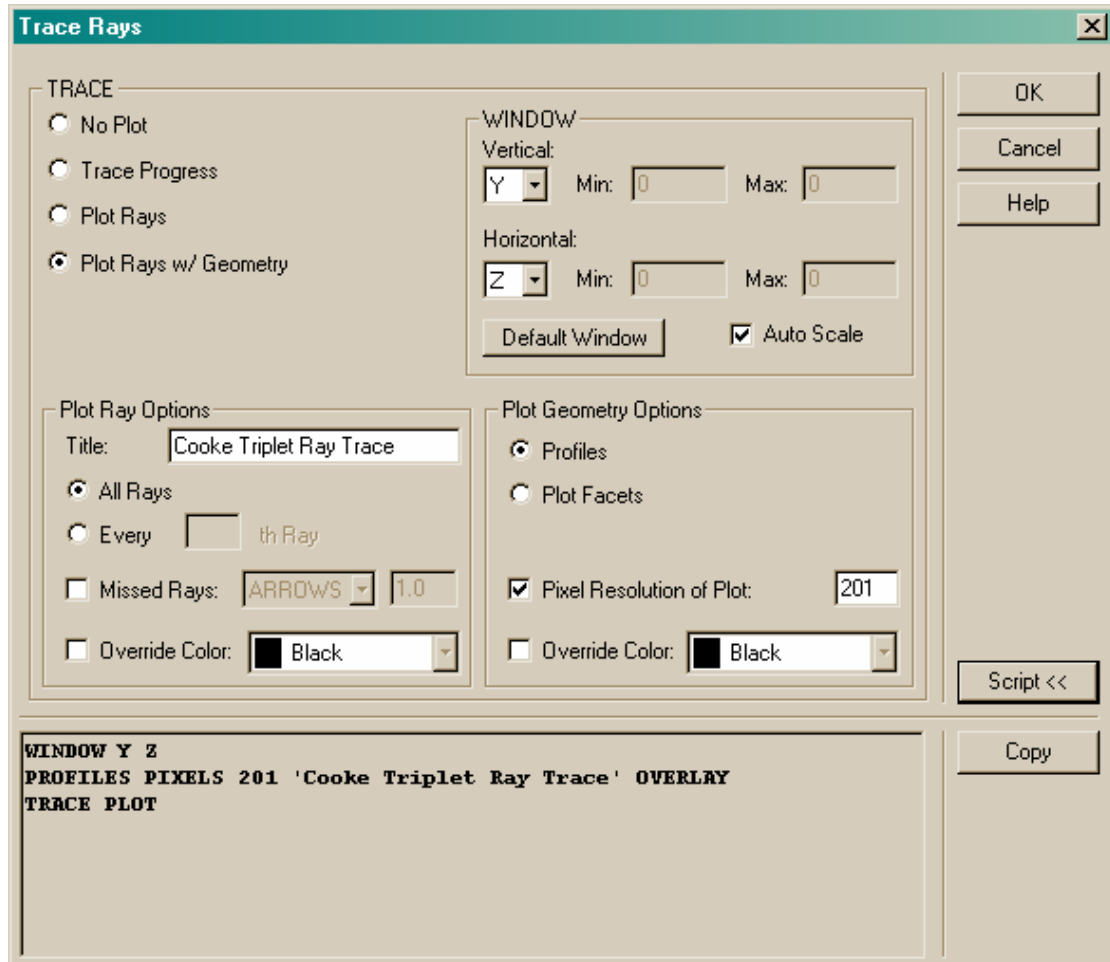 Trace Rays
TRACE
No Plot
Trace Progress
Plot Rays
Plot Rays w/ Geometry
WINDOW
Vertical:
Y Min: 0 Max: 0
Horizontal:
Z Min: 0 Max: 0
Default Window Auto Scale
Plot Ray Options
Title: Cooke Triplet Ray Trace
All Rays
Every th Ray
Missed Rays: ARROWS 1.0
Override Color: Black
Plot Geometry Options
Profiles
Plot Facets
Pixel Resolution of Plot: 201
Override Color: Black
OK
Cancel
Help
Script <<
WINDOW Y Z
PROFILES PIXELS 201 'Cooke Triplet Ray Trace' OVERLAY
TRACE PLOT
Copy